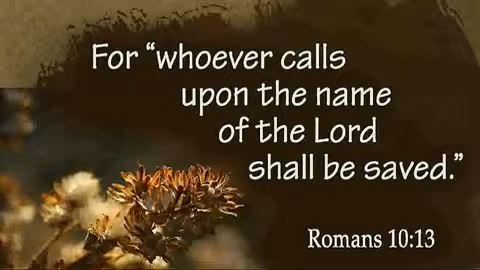 For “whoever calls
upon the name
of the Lord
shall be saved.”
Romans 10:13